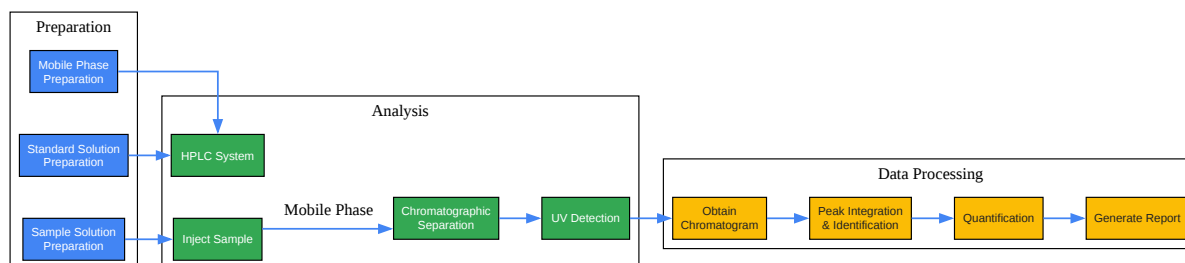 Preparation
Mobile Phase
Preparation
Standard Solution
Preparation
Sample Solution
Preparation
Analysis
HPLC System
Inject Sample
Mobile Phase
Chromatographic
Separation
UV Detection
Data Processing
Obtain
Chromatogram
Peak Integration
& Identification
Quantification
Generate Report